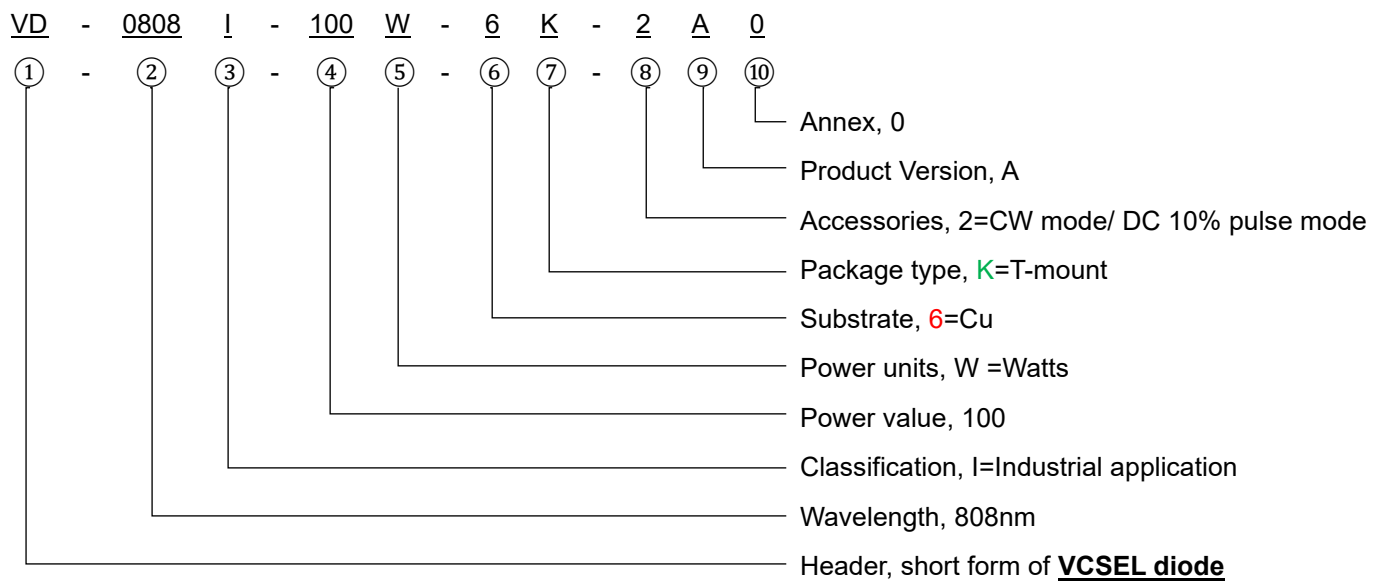 VD - 0808 I - 100 W - 6 K - 2 A 0
① - ② ③ - ④ ⑤ - ⑥ ⑦ - ⑧ ⑨ ⑩
Annex, 0
Product Version, A
Accessories, 2=CW mode/ DC 10% pulse mode
Package type, K=T-mount
Substrate, 6=Cu
Power units, W =Watts
Power value, 100
Classification, I=Industrial application
Wavelength, 808nm
Header, short form of VCSEL diode